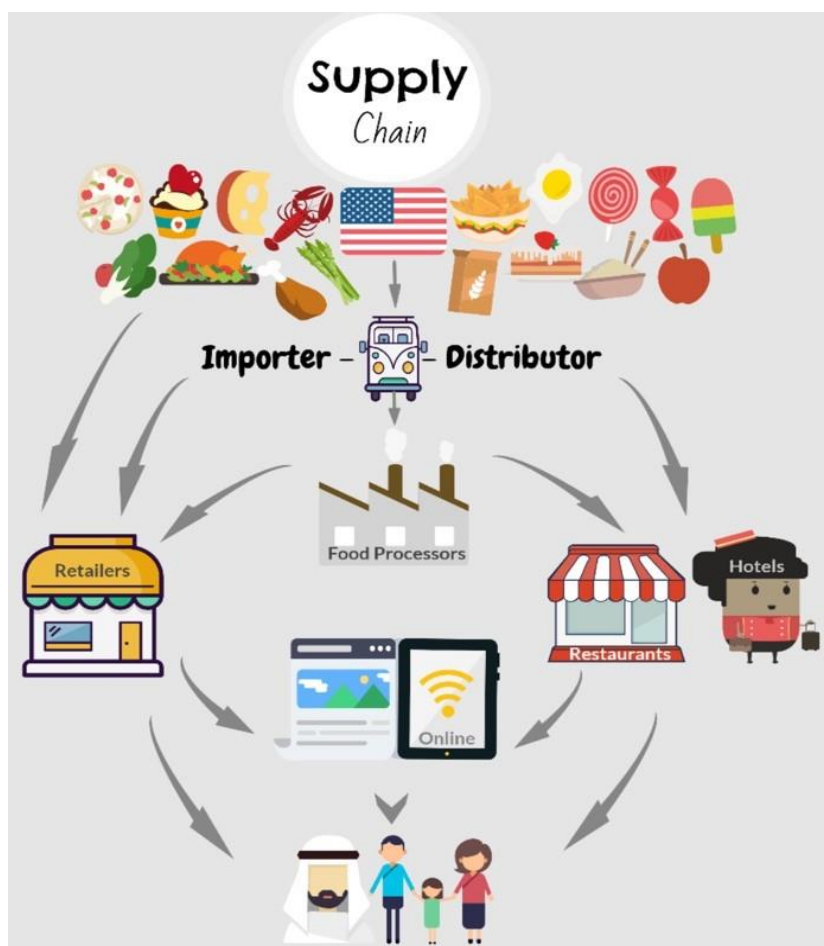 Supply
Chain
Importer – – Distributor
Food Processors
Retailers
Hotels
Restaurants
Online